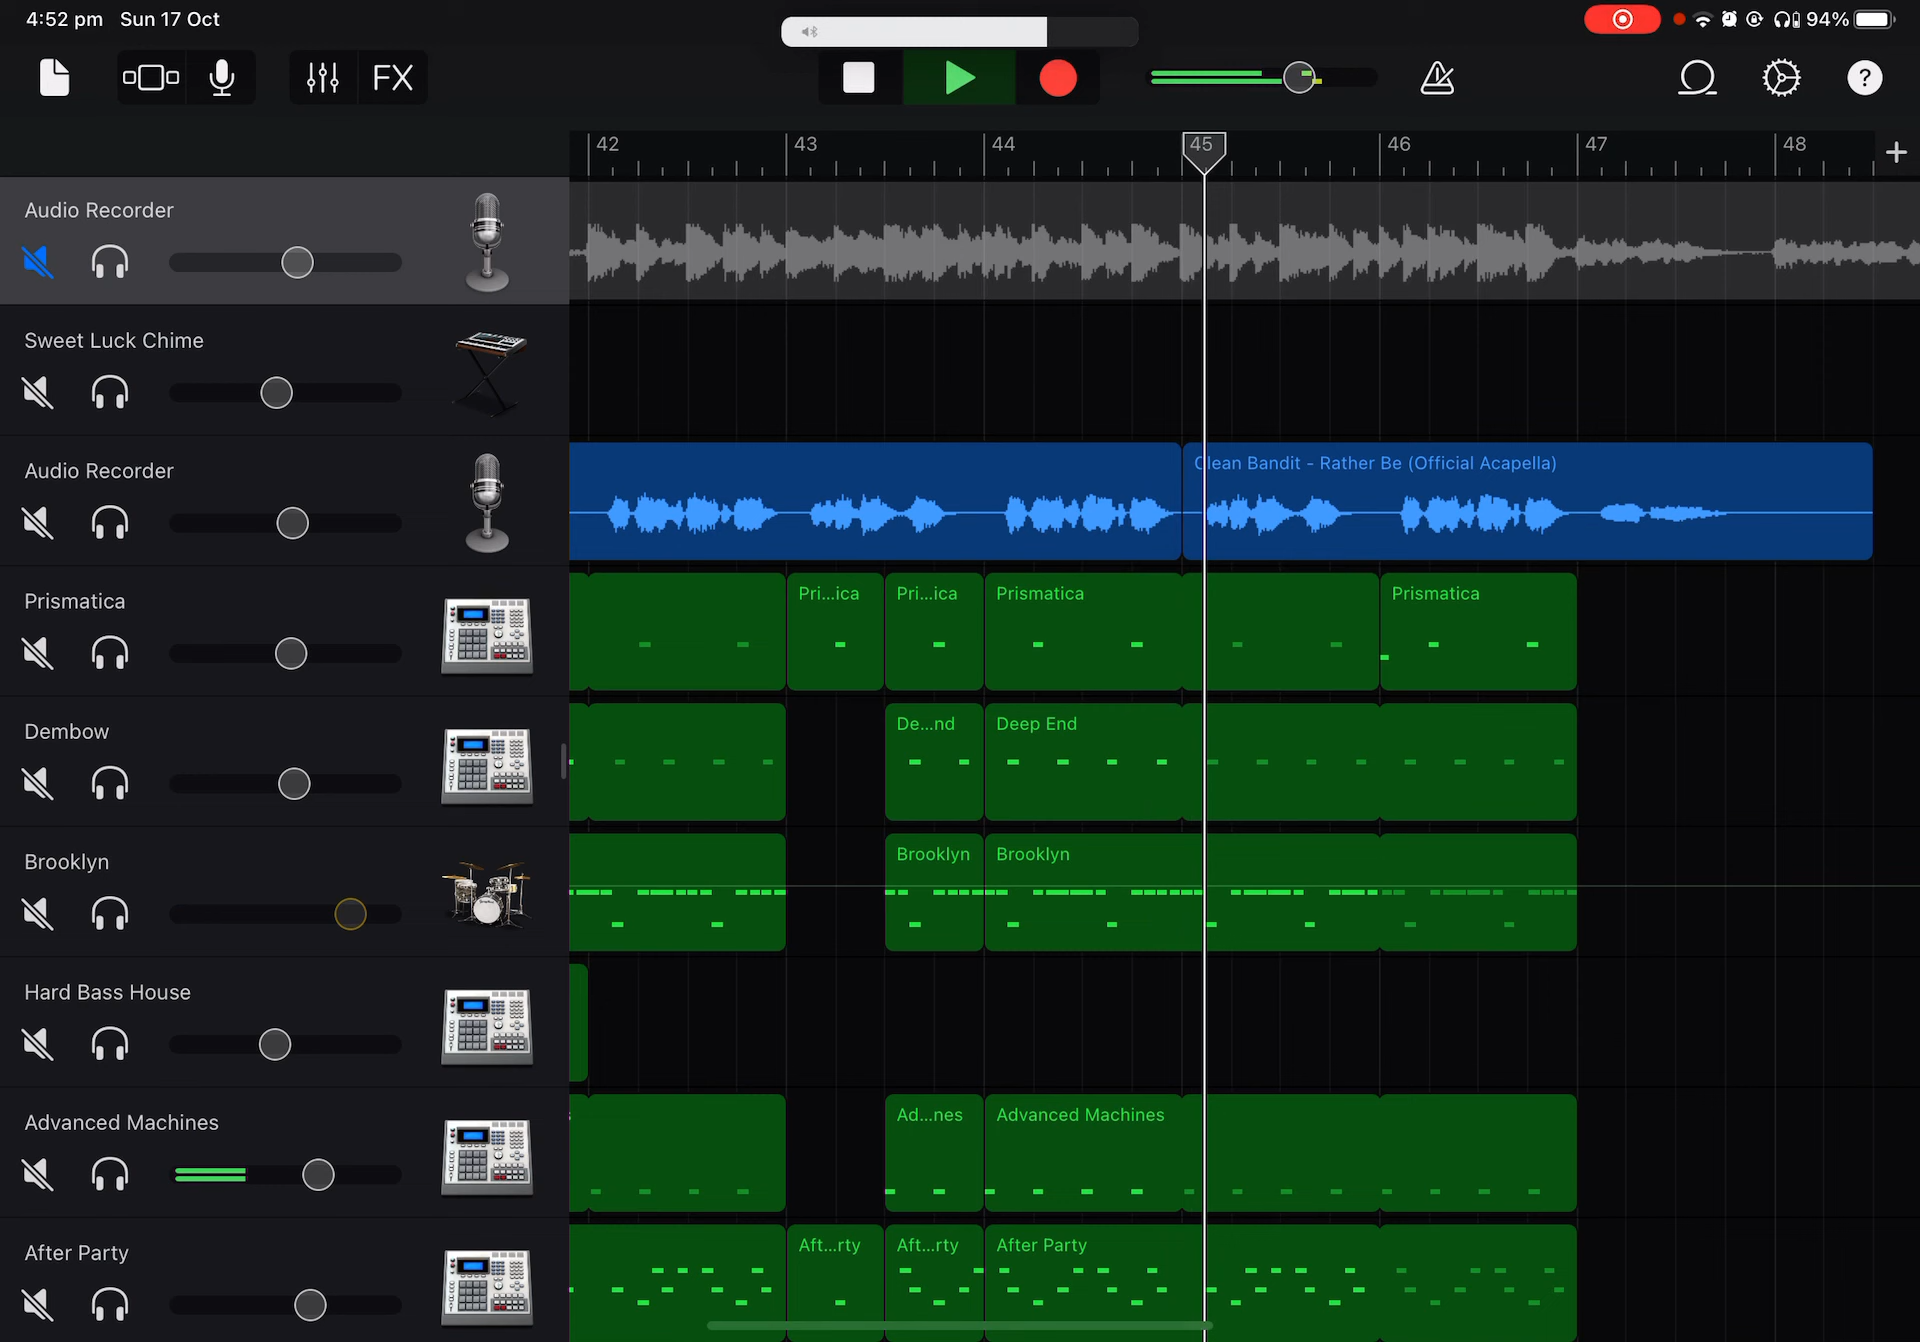 4:52 pm Sun 17 Oct
94%
FX
?
42 43 44 45 46 47 48
Audio Recorder
Sweet Luck Chime
Audio Recorder
Clean Bandit - Rather Be (Official Acapella)
Prismatica
Pri...ica Pri...ica Prismatica Prismatica
Dembow
De...nd Deep End
Brooklyn
Brooklyn Brooklyn
Hard Bass House
Advanced Machines
Ad...nes Advanced Machines
After Party
Aft...rty Aft...rty After Party